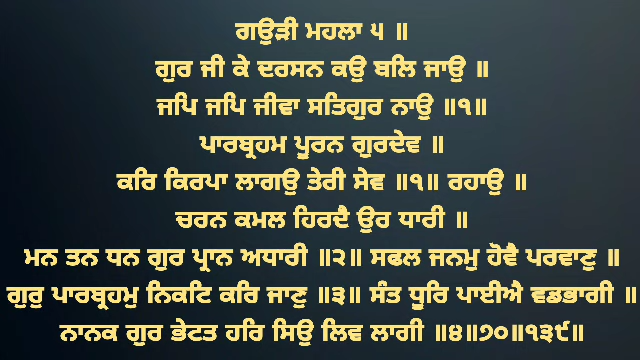 ਗਉੜੀ ਮਹਲਾ ੫ ॥
ਗੁਰ ਜੀ ਕੇ ਦਰਸਨ ਕਉ ਬਲਿ ਜਾਉ ॥
ਜਪਿ ਜਪਿ ਜੀਵਾ ਸਤਿਗੁਰ ਨਾਉ ॥੧॥
ਪਾਰਬ੍ਰਹਮ ਪੂਰਨ ਗੁਰਦੇਵ ॥
ਕਰਿ ਕਿਰਪਾ ਲਾਗਉ ਤੇਰੀ ਸੇਵ ॥੧॥ ਰਹਾਉ ॥
ਚਰਨ ਕਮਲ ਹਿਰਦੈ ਉਰ ਧਾਰੀ ॥
ਮਨ ਤਨ ਧਨ ਗੁਰ ਪ੍ਰਾਨ ਅਧਾਰੀ ॥੨॥ ਸਫਲ ਜਨਮੁ ਹੋਵੈ ਪਰਵਾਣੁ ॥
ਗੁਰੁ ਪਾਰਬ੍ਰਹਮੁ ਨਿਕਟਿ ਕਰਿ ਜਾਣੁ ॥੩॥ ਸੰਤ ਧੂਰਿ ਪਾਈਐ ਵਡਭਾਗੀ ॥
ਨਾਨਕ ਗੁਰ ਭੇਟਤ ਹਰਿ ਸਿਉ ਲਿਵ ਲਾਗੀ ॥੪॥੭੦॥੧੩੯॥